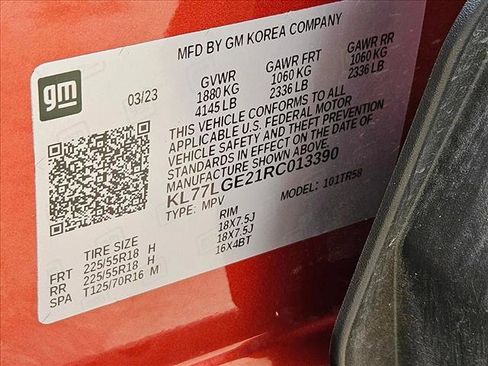 gm
MFD BY GM KOREA COMPANY
03/23
GVWR GAWR FRT GAWR RR
1880 KG 1060 KG 1060 KG
4145 LB 2336 LB 2336 LB
THIS VEHICLE CONFORMS TO ALL
APPLICABLE U.S. FEDERAL MOTOR
VEHICLE SAFETY AND THEFT PREVENTION
STANDARDS IN EFFECT ON THE DATE OF
MANUFACTURE SHOWN ABOVE.
KL77LGE21RC013390
TYPE: MPV MODEL: 101TR58
TIRE SIZE RIM
FRT 225/55R18 H 18X7.5J
RR 225/55R18 H 18X7.5J
SPA T125/70R16 M 16X4BT